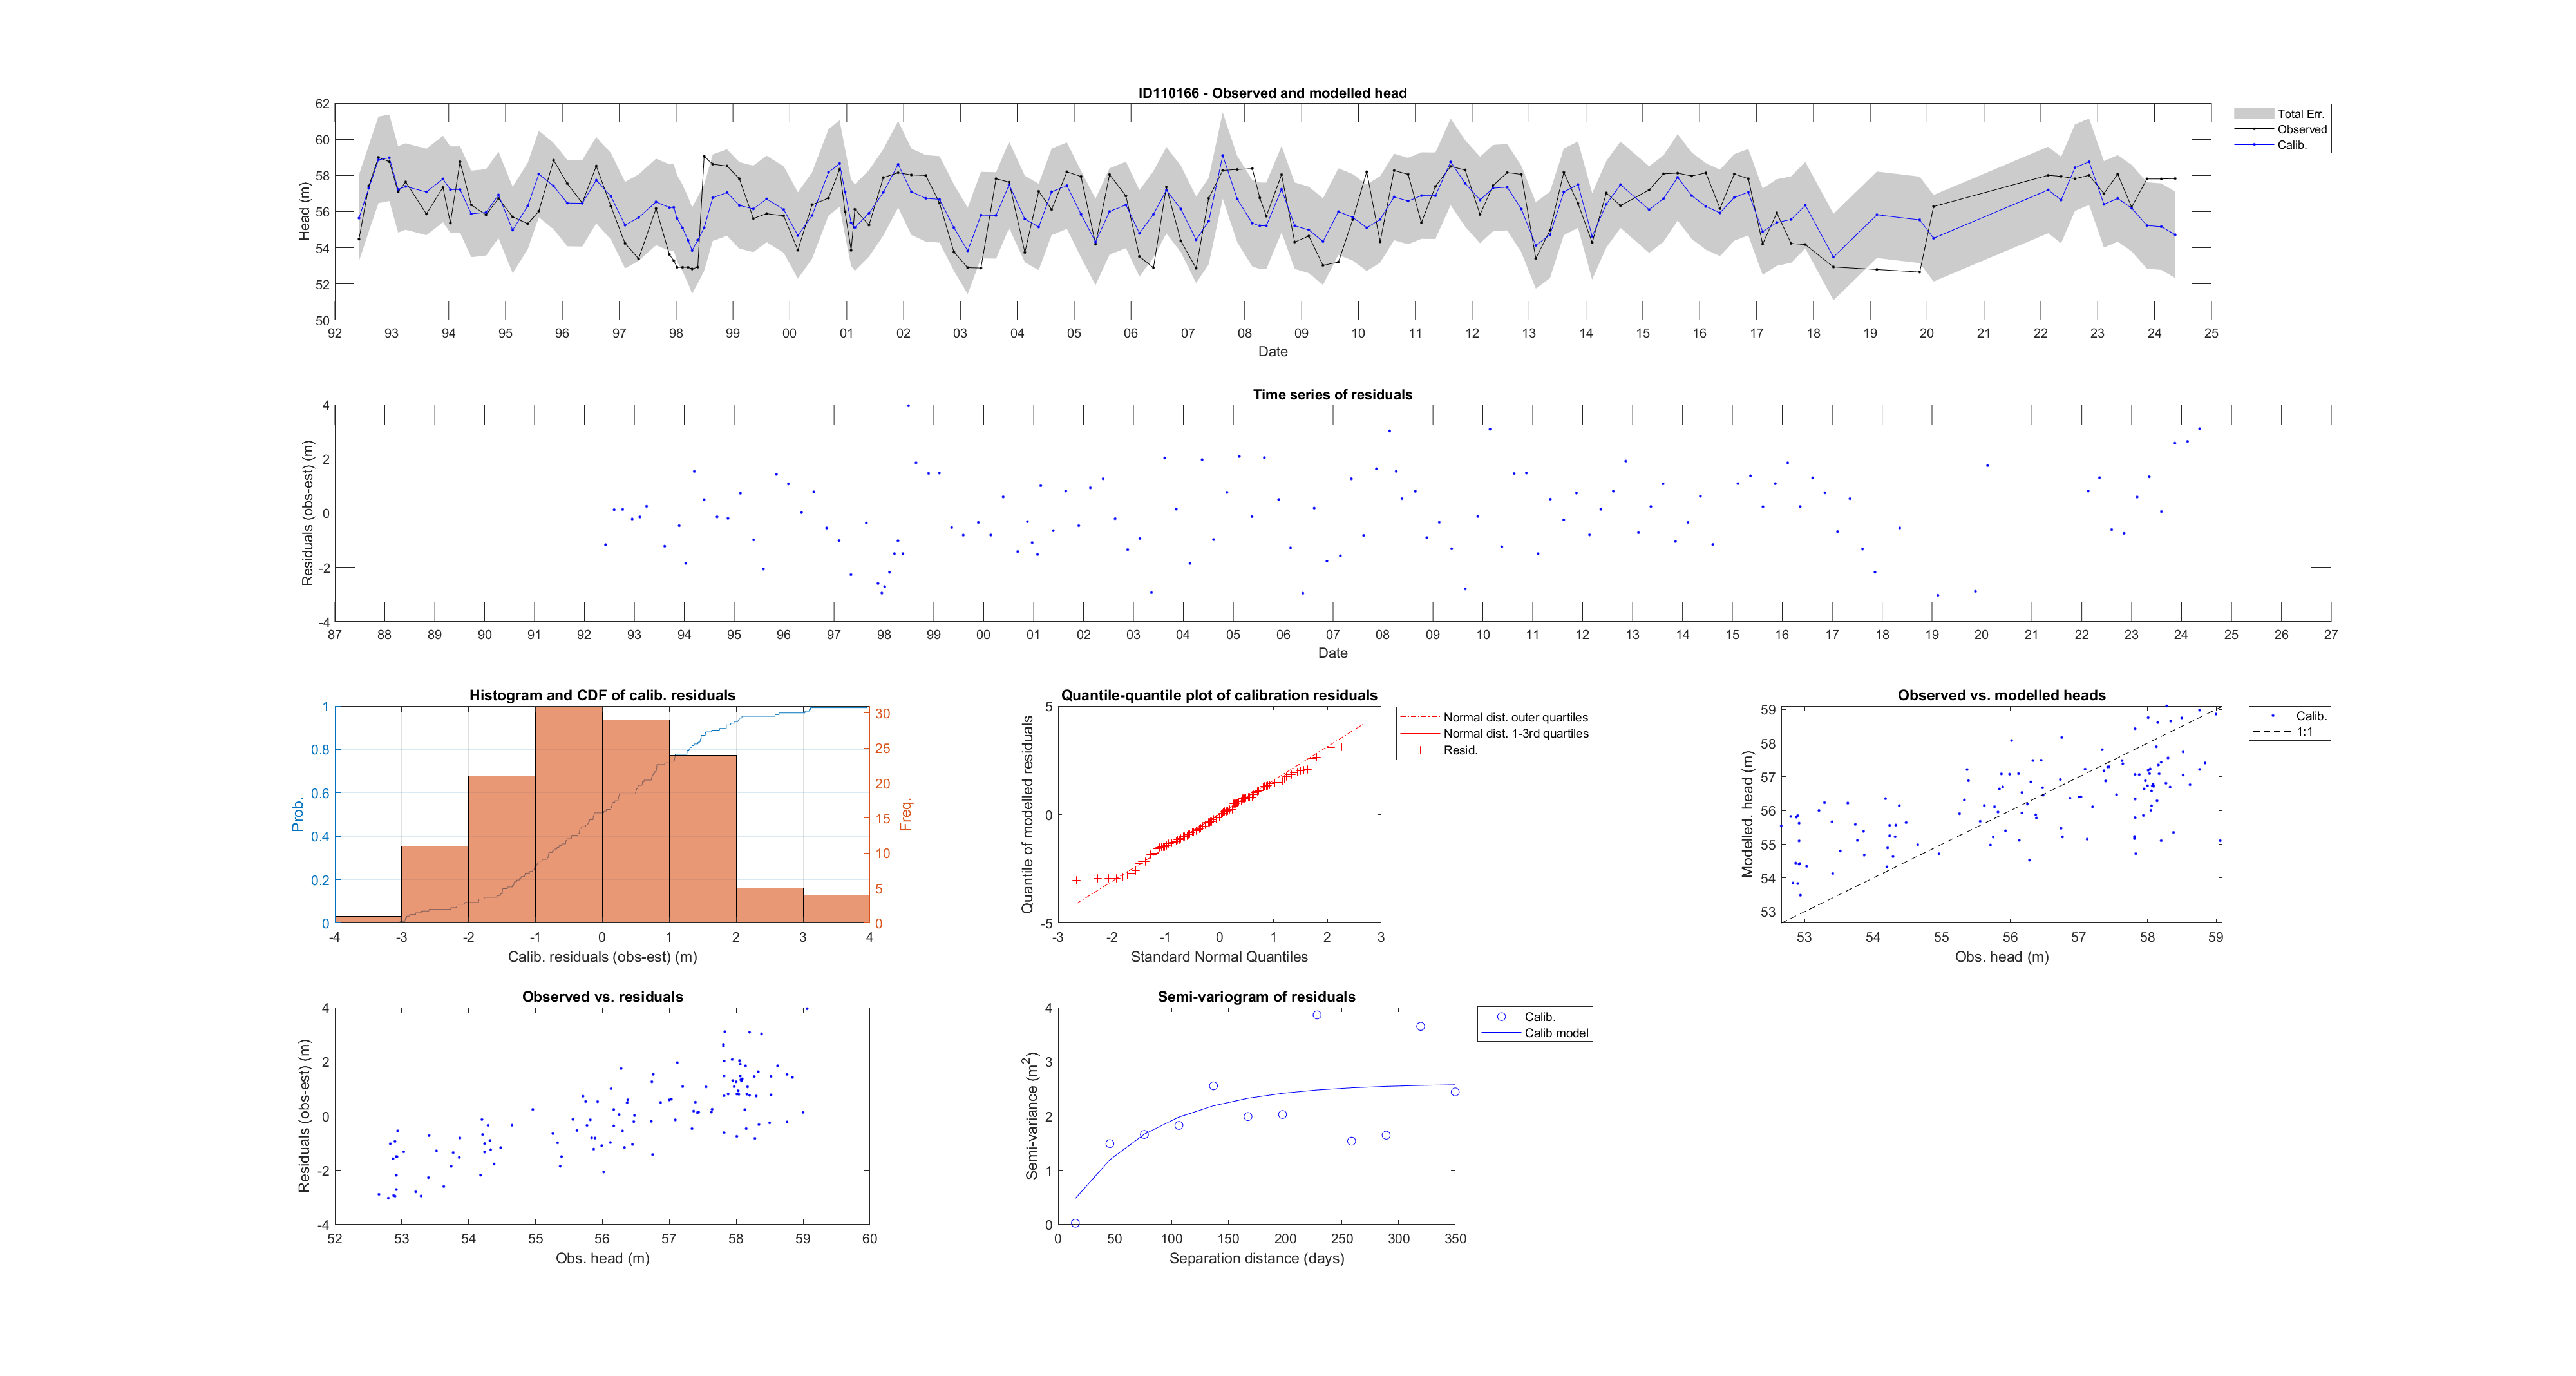 ID110166 - Observed and modelled head
Head (m)
62
60
58
56
54
52
50
92 93 94 95 96 97 98 99 00 01 02 03 04 05 06 07 08 09 10 11 12 13 14 15 16 17 18 19 20 21 22 23 24 25
Date
Total Err.
Observed
Calib.
Time series of residuals
Residuals (obs-est) (m)
4
2
0
-2
-4
87 88 89 90 91 92 93 94 95 96 97 98 99 00 01 02 03 04 05 06 07 08 09 10 11 12 13 14 15 16 17 18 19 20 21 22 23 24 25 26 27
Date
Histogram and CDF of calib. residuals
Prob.
1
0.8
0.6
0.4
0.2
0
Freq.
30
25
20
15
10
5
0
-4 -3 -2 -1 0 1 2 3 4
Calib. residuals (obs-est) (m)
Quantile-quantile plot of calibration residuals
Quantile of modelled residuals
5
0
-5
-3 -2 -1 0 1 2 3
Standard Normal Quantiles
Normal dist. outer quartiles
Normal dist. 1-3rd quartiles
Resid.
Observed vs. modelled heads
Modelled. head (m)
59
58
57
56
55
54
53
53 54 55 56 57 58 59
Obs. head (m)
Calib.
1:1
Observed vs. residuals
Residuals (obs-est) (m)
4
2
0
-2
-4
52 53 54 55 56 57 58 59 60
Obs. head (m)
Semi-variogram of residuals
Semi-variance (m²)
4
3
2
1
0
0 50 100 150 200 250 300 350
Separation distance (days)
Calib.
Calib model